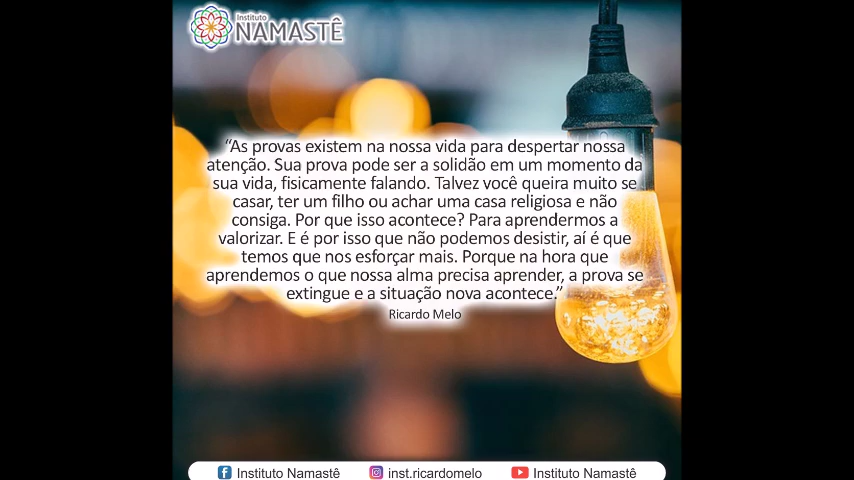 Instituto
NAMASTÊ
“As provas existem na nossa vida para despertar nossa
atenção. Sua prova pode ser a solidão em um momento da
sua vida, fisicamente falando. Talvez você queira muito se
casar, ter um filho ou achar uma casa religiosa e não
consiga. Por que isso acontece? Para aprendermos a
valorizar. E é por isso que não podemos desistir, aí é que
temos que nos esforçar mais. Porque na hora que
aprendemos o que nossa alma precisa aprender, a prova se
extingue e a situação nova acontece.”
Ricardo Melo
Instituto Namastê inst.ricardomelo Instituto Namastê